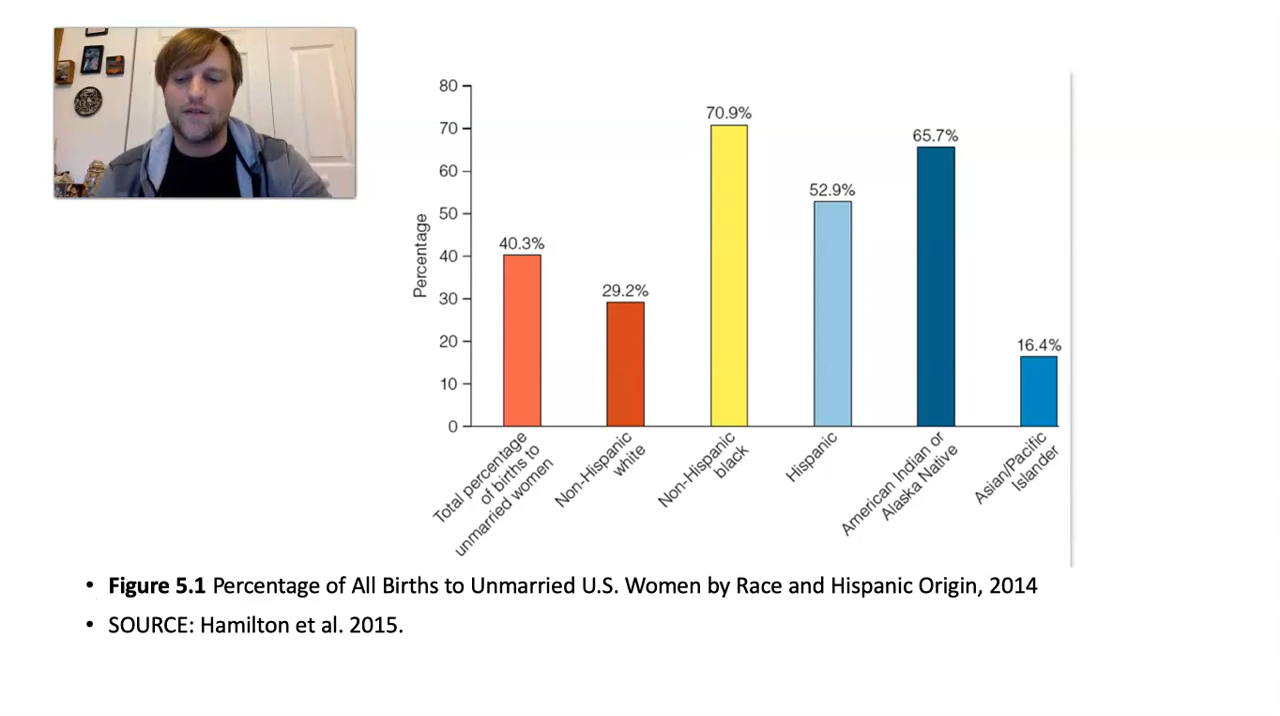 80
70
60
50
40
30
20
10
0
Percentage
40.3%
29.2%
70.9%
52.9%
65.7%
16.4%
Total percentage
of births to
unmarried women
Non-Hispanic
white
Non-Hispanic
black
Hispanic
American Indian or
Alaska Native
Asian/Pacific
Islander
• Figure 5.1 Percentage of All Births to Unmarried U.S. Women by Race and Hispanic Origin, 2014
• SOURCE: Hamilton et al. 2015.